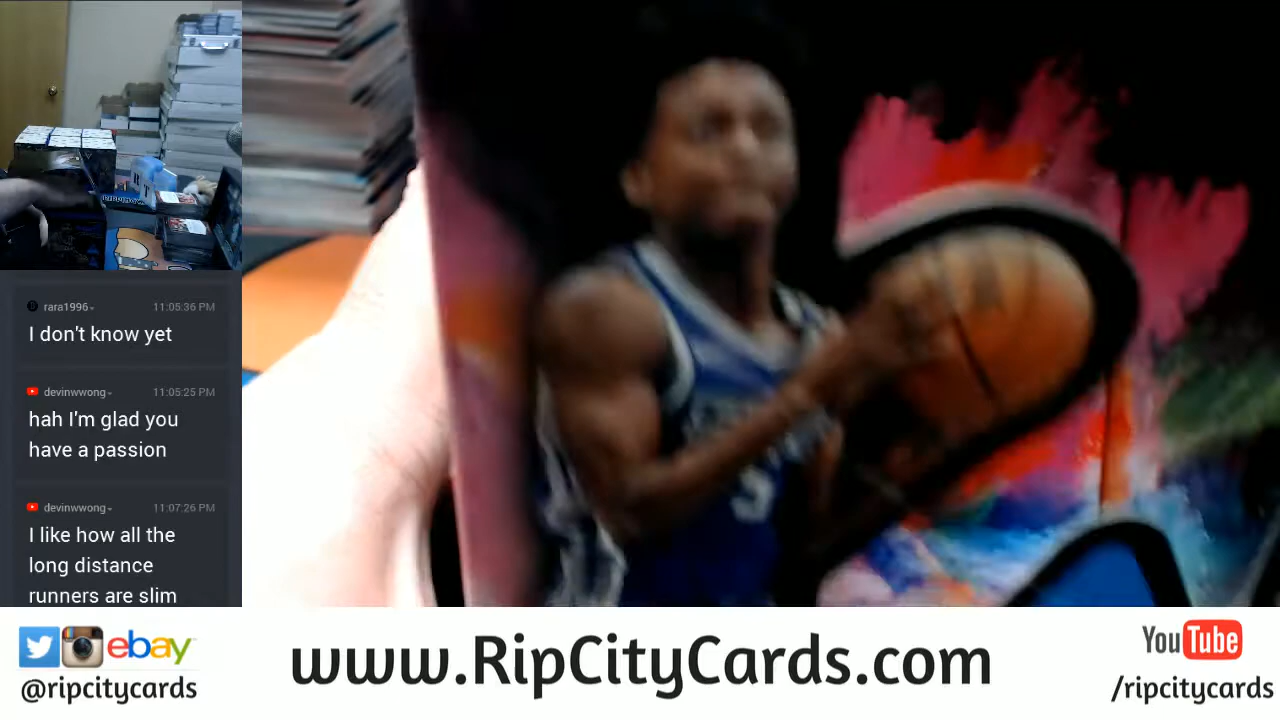 rara1996
11:05:36 PM
I don't know yet
devinwwong
11:05:25 PM
hah I'm glad you
have a passion
devinwwong
11:07:26 PM
I like how all the
long distance
runners are slim
ebay
@ripcitycards
www.RipCityCards.com
YouTube
/ripcitycards